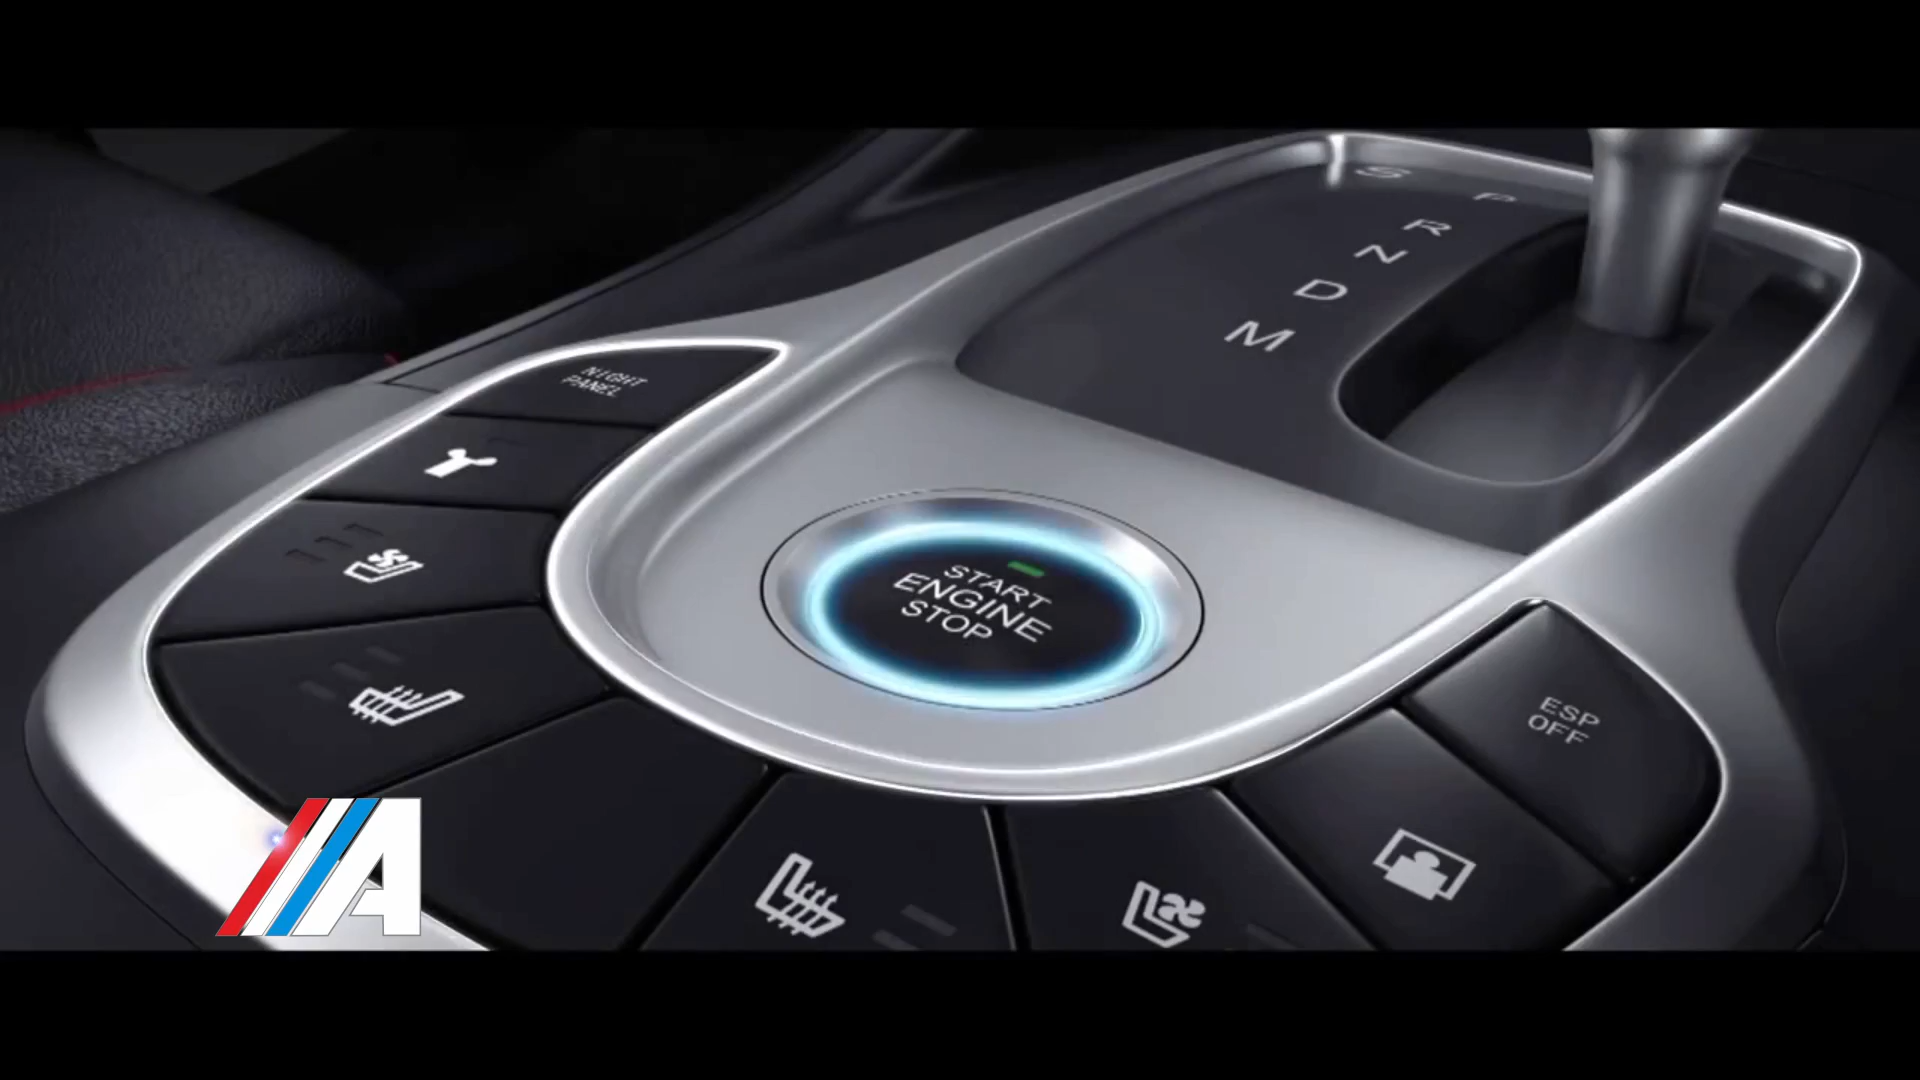 S
P
R
N
D
M
NIGHT
PANEL
START
ENGINE
STOP
ESP
OFF
A